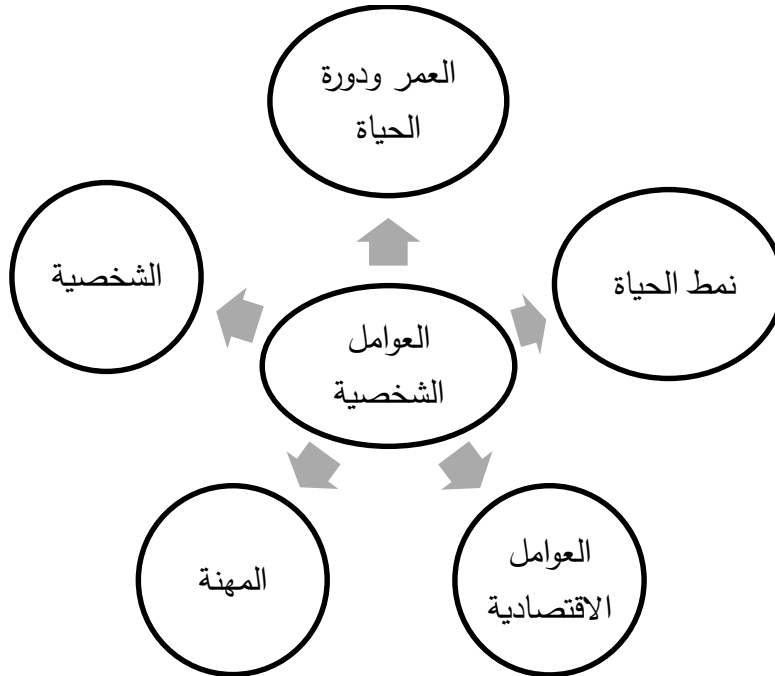 العمر ودورة
الحياة
نمط الحياة
الشخصية
العوامل
الشخصية
العوامل
الاقتصادية
المهنة